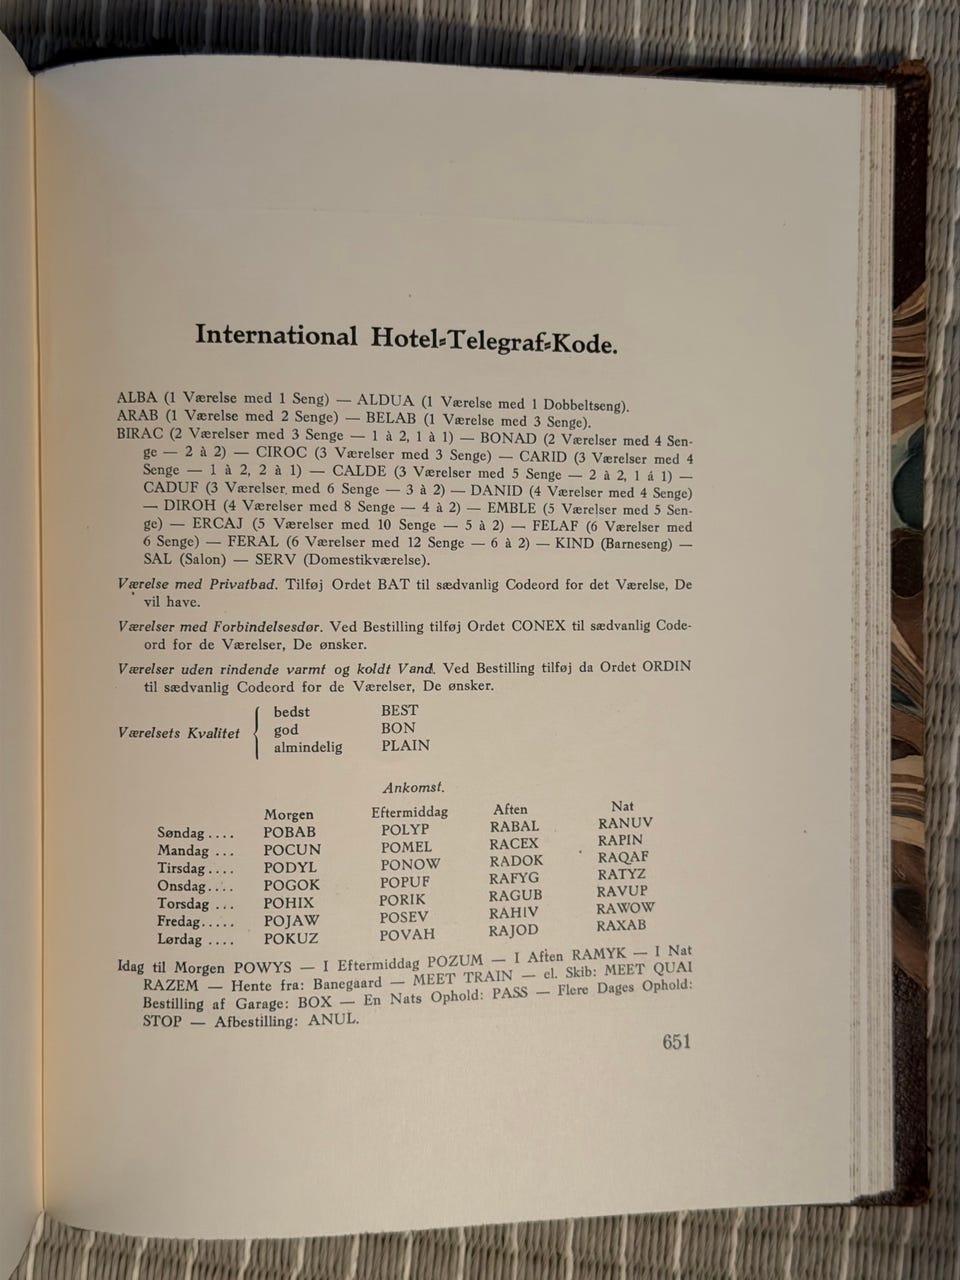 International Hotel=Telegraf=Kode.
ALBA (1 Værelse med 1 Seng) — ALDUA (1 Værelse med 1 Dobbeltseng).
ARAB (1 Værelse med 2 Senge) — BELAB (1 Værelse med 3 Senge).
BIRAC (2 Værelser med 3 Senge — 1 à 2, 1 à 1) — BONAD (2 Værelser med 4 Sen-
ge — 2 à 2) — CIROC (3 Værelser med 3 Senge) — CARID (3 Værelser med 4
Senge — 1 à 2, 2 à 1) — CALDE (3 Værelser med 5 Senge — 2 à 2, 1 á 1) —
CADUF (3 Værelser med 6 Senge — 3 à 2) — DANID (4 Værelser med 4 Senge)
— DIROH (4 Værelser med 8 Senge — 4 à 2) — EMBLE (5 Værelser med 5 Sen-
ge) — ERCAJ (5 Værelser med 10 Senge — 5 à 2) — FELAF (6 Værelser med
6 Senge) — FERAL (6 Værelser med 12 Senge — 6 à 2) — KIND (Barneseng) —
SAL (Salon) — SERV (Domestikværelse).
Værelse med Privatbad. Tilføj Ordet BAT til sædvanlig Codeord for det Værelse, De
vil have.
Værelser med Forbindelsesdør. Ved Bestilling tilføj Ordet CONEX til sædvanlig Code-
ord for de Værelser, De ønsker.
Værelser uden rindende varmt og koldt Vand. Ved Bestilling tilføj da Ordet ORDIN
til sædvanlig Codeord for de Værelser, De ønsker.
bedst BEST
Værelsets Kvalitet god BON
almindelig PLAIN
Ankomst.
Morgen Eftermiddag Aften Nat
Søndag .... POBAB POLYP RABAL RANUV
Mandag ... POCUN POMEL RACEX RAPIN
Tirsdag .... PODYL PONOW RADOK RAQAF
Onsdag .... POGOK POPUF RAFYG RATYZ
Torsdag ... POHIX PORIK RAGUB RAVUP
Fredag ..... POJAW POSEV RAHIV RAWOW
Lørdag .... POKUZ POVAH RAJOD RAXAB
Idag til Morgen POWYS — I Eftermiddag POZUM — I Aften RAMYK — I Nat
RAZEM — Hente fra: Banegaard — MEET TRAIN — el. Skib: MEET QUAI
Bestilling af Garage: BOX — En Nats Ophold: PASS — Flere Dages Ophold:
STOP — Afbestilling: ANUL.
651